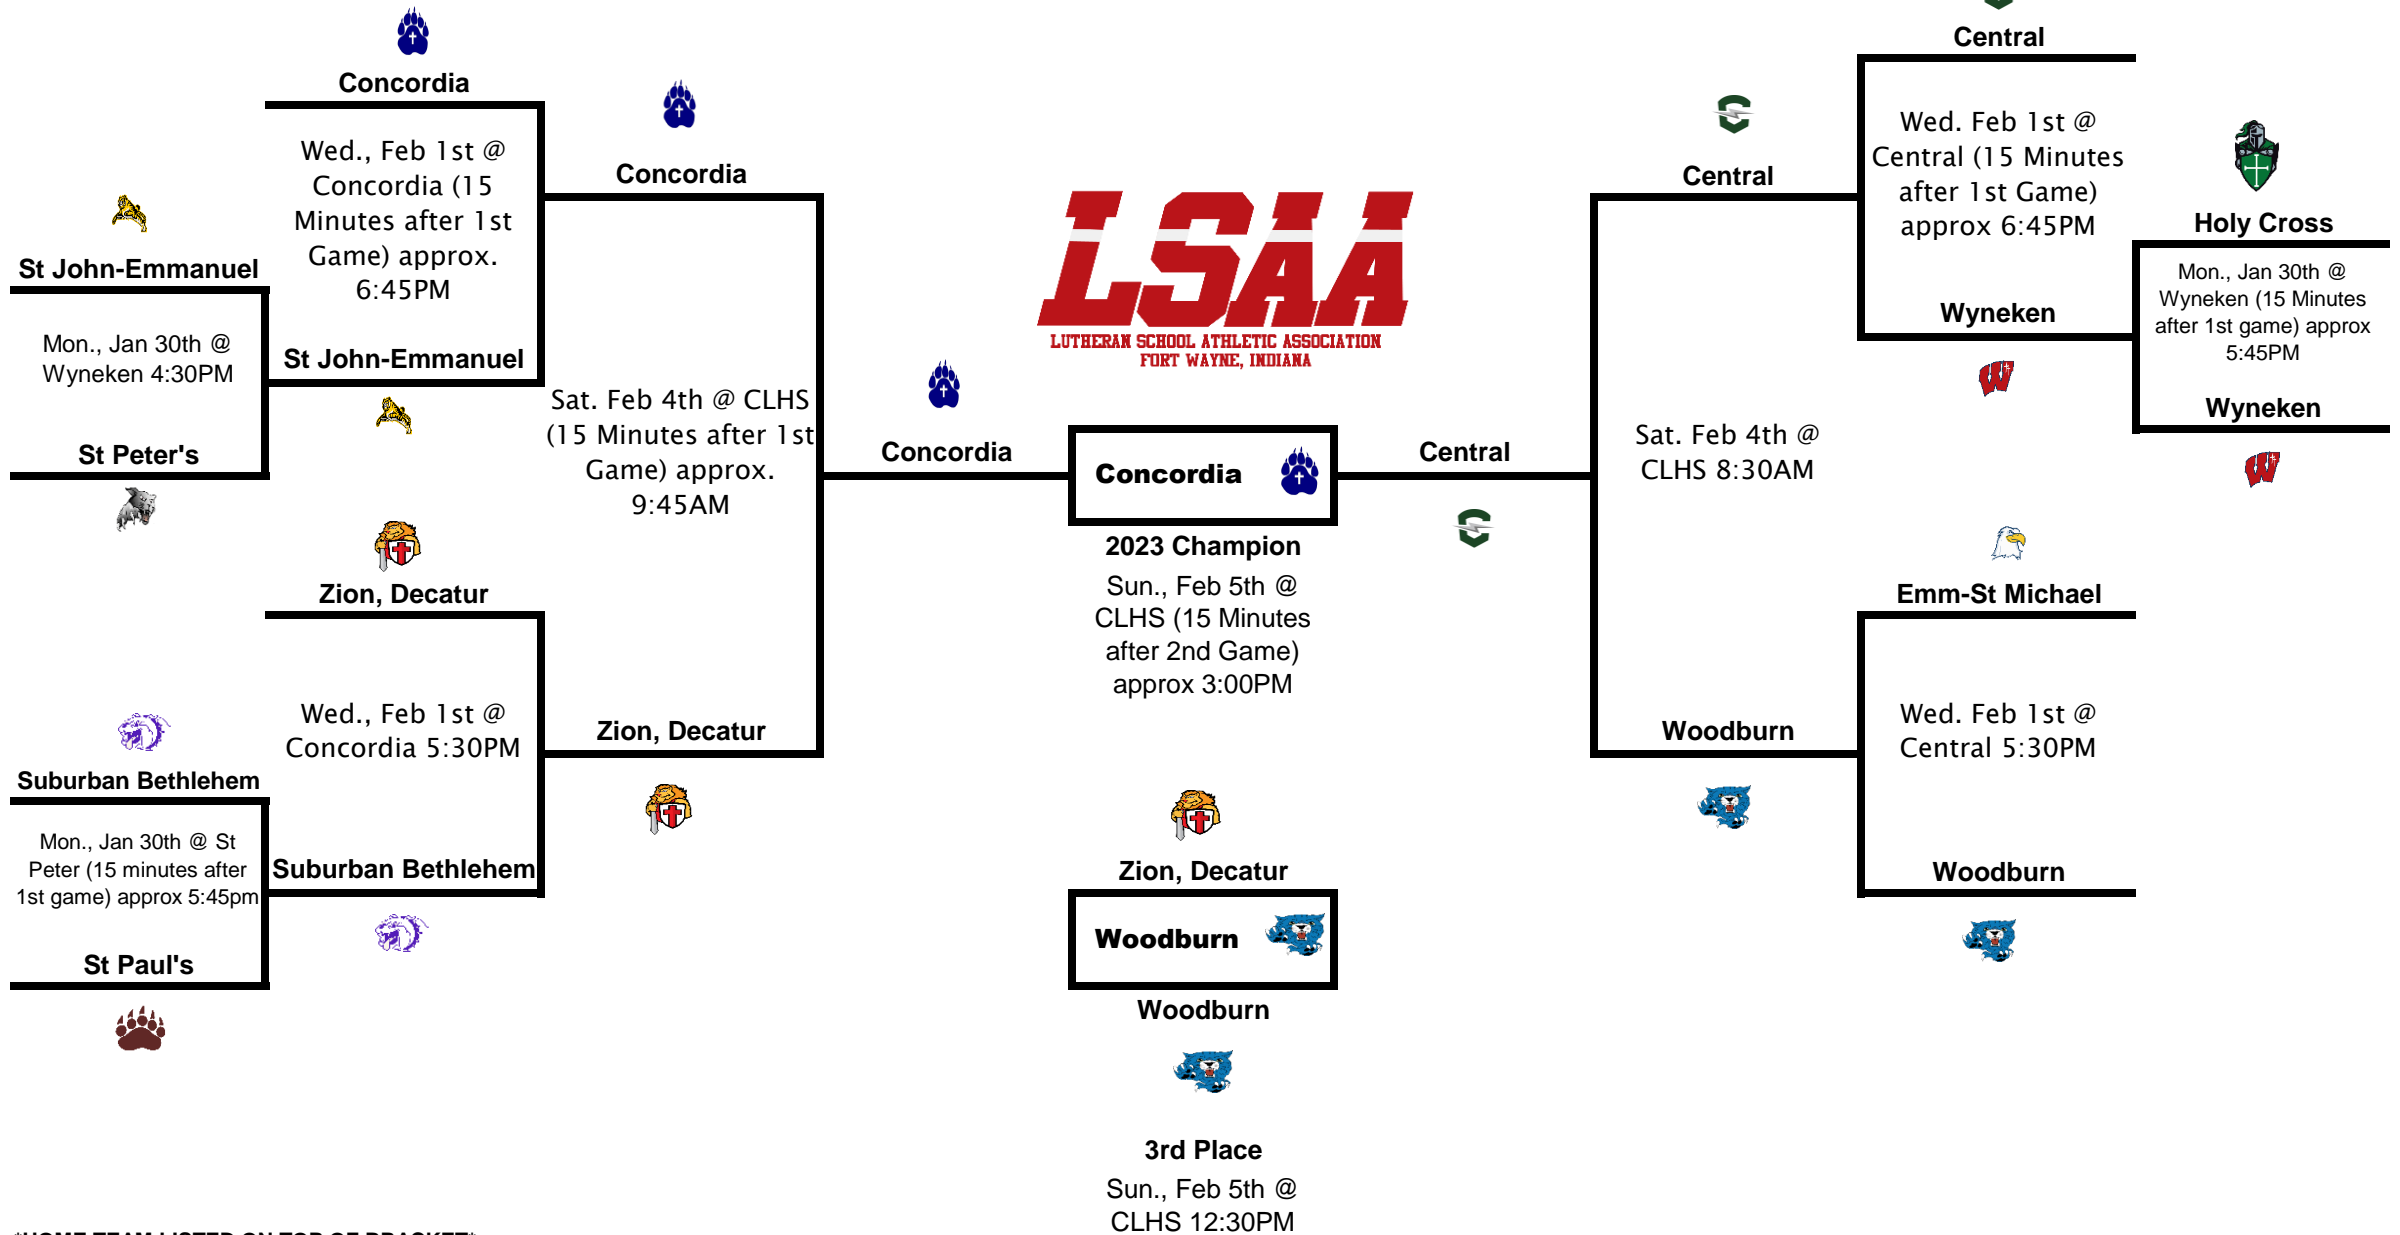 Concordia
Wed., Feb 1st @
Concordia (15
Minutes after 1st
Game) approx.
6:45PM
St John-Emmanuel
Mon., Jan 30th @
Wyneken 4:30PM
St John-Emmanuel
St Peter's
Concordia
Sat. Feb 4th @ CLHS
(15 Minutes after 1st
Game) approx.
9:45AM
Zion, Decatur
Wed., Feb 1st @
Concordia 5:30PM
Suburban Bethlehem
Mon., Jan 30th @ St
Peter (15 minutes after
1st game) approx 5:45pm
Suburban Bethlehem
St Paul's
Zion, Decatur
LSAA
LUTHERAN SCHOOL ATHLETIC ASSOCIATION
FORT WAYNE, INDIANA
Concordia
Concordia
Central
2023 Champion
Sun., Feb 5th @
CLHS (15 Minutes
after 2nd Game)
approx 3:00PM
Zion, Decatur
Woodburn
Woodburn
3rd Place
Sun., Feb 5th @
CLHS 12:30PM
Central
Sat. Feb 4th @
CLHS 8:30AM
Woodburn
Central
Wed. Feb 1st @
Central (15 Minutes
after 1st Game)
approx 6:45PM
Wyneken
Holy Cross
Mon., Jan 30th @
Wyneken (15 Minutes
after 1st game) approx
5:45PM
Wyneken
Emm-St Michael
Wed. Feb 1st @
Central 5:30PM
Woodburn
*HOME TEAM LISTED ON TOP OF BRACKET*